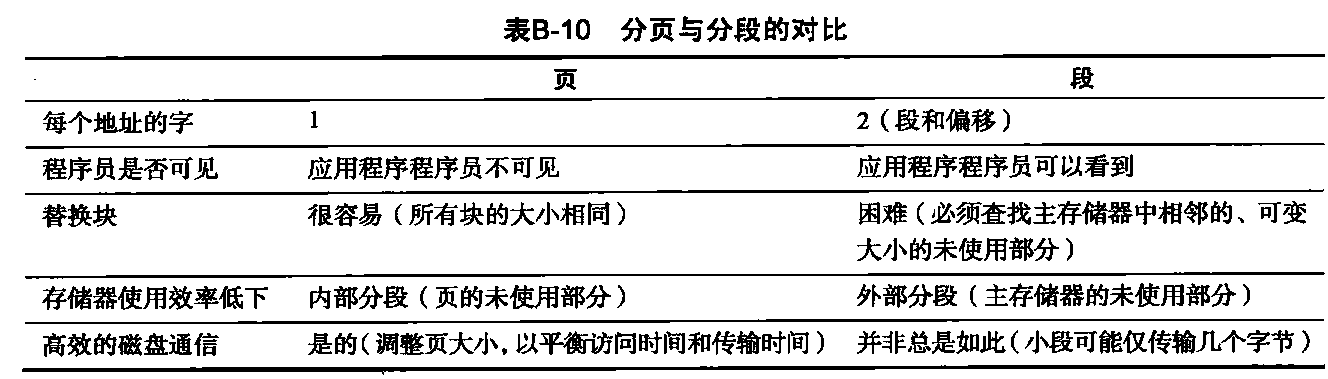 表B-10 分页与分段的对比
页 段
每个地址的字 1 2（段和偏移）
程序员是否可见 应用程序程序员不可见 应用程序程序员可以看到
替换块 很容易（所有块的大小相同） 困难（必须查找主存储器中相邻的、可变
大小的未使用部分）
存储器使用效率低下 内部分段（页的未使用部分） 外部分段（主存储器的未使用部分）
高效的磁盘通信 是的（调整页大小，以平衡访问时间和传输时间） 并非总是如此（小段可能仅传输几个字节）